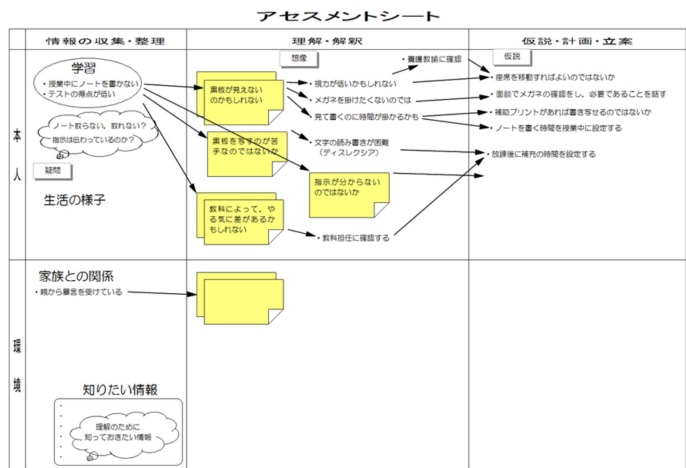 アセスメントシート
情報の収集・整理
理解・解釈
仮説・計画・立案
本人
学習
・授業中にノートを書かない
・テストの得点が低い
ノート取らない、取れない?
指示は伝わっているのか?
疑問
生活の様子
想像
黒板が見えない
のかもしれない
黒板を写すのが苦
手なのではないか
教科によって，や
る気に差があるか
もしれない
指示が分からない
のではないか
・養護教諭に確認
・視力が低いかもしれない
・メガネを掛けたくないのでは
・見て書くのに時間が掛かるかも
・文字の読み書きが困難
（ディスレクシア）
・教科担任に確認する
仮説
・座席を移動すればよいのではないか
・面談でメガネの確認をし，必要であることを話す
・補助プリントがあれば書き写せるのではないか
・ノートを書く時間を授業中に設定する
・放課後に補充の時間を設定する
環境
家族との関係
・親から暴言を受けている
知りたい情報
理解のために
知っておきたい情報